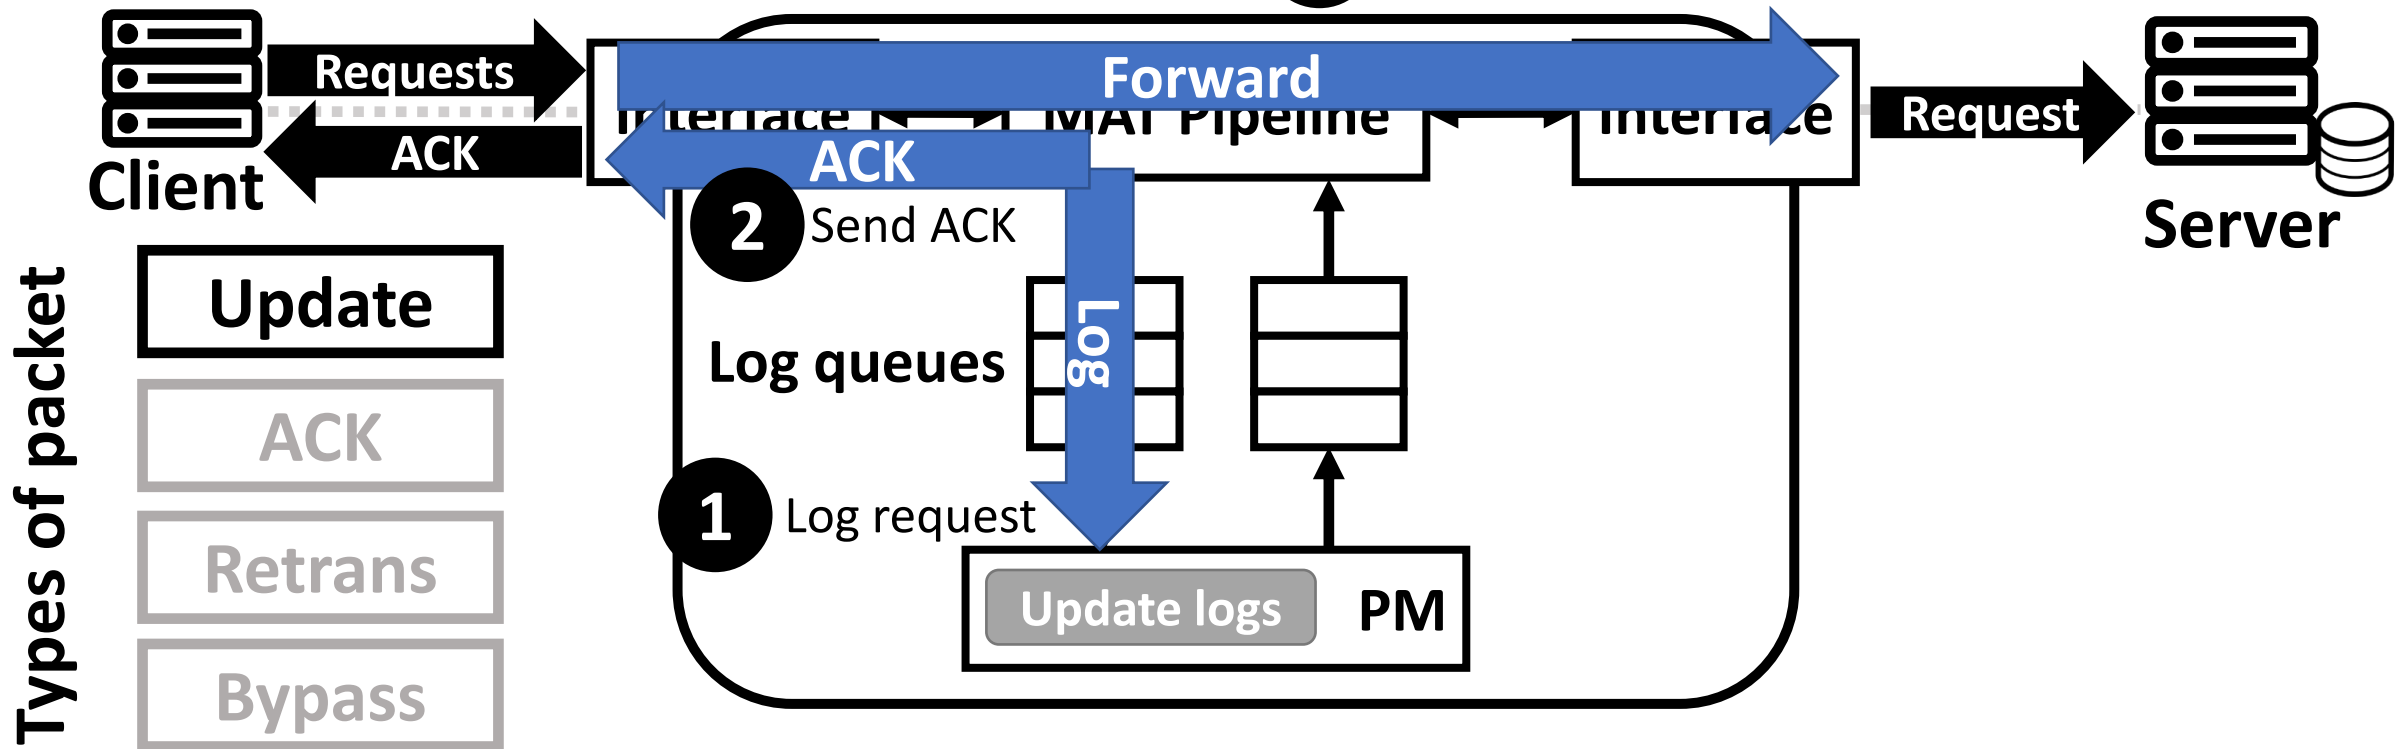 Requests
Forward
Interface
MAT Pipeline
Interface
Request
ACK
ACK
Client
Server
2
Send ACK
Types of packet
Update
Log
Log queues
ACK
1
Log request
Retrans
Update logs
PM
Bypass